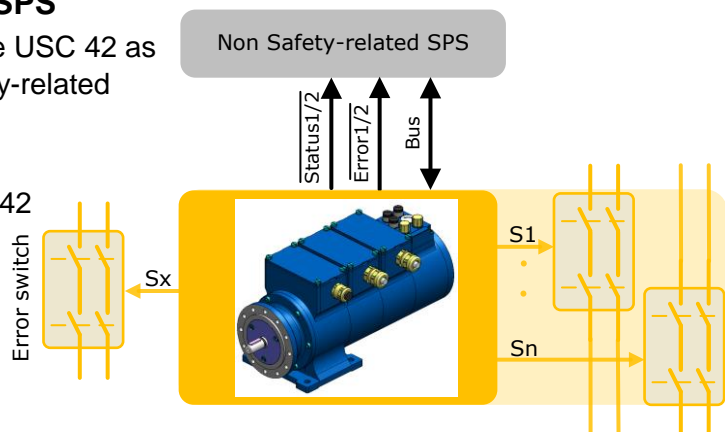 SPS
e USC 42 as
y-related
42
Non Safety-related SPS
Status1/2
Error1/2
Bus
Error switch
Sx
S1
Sn